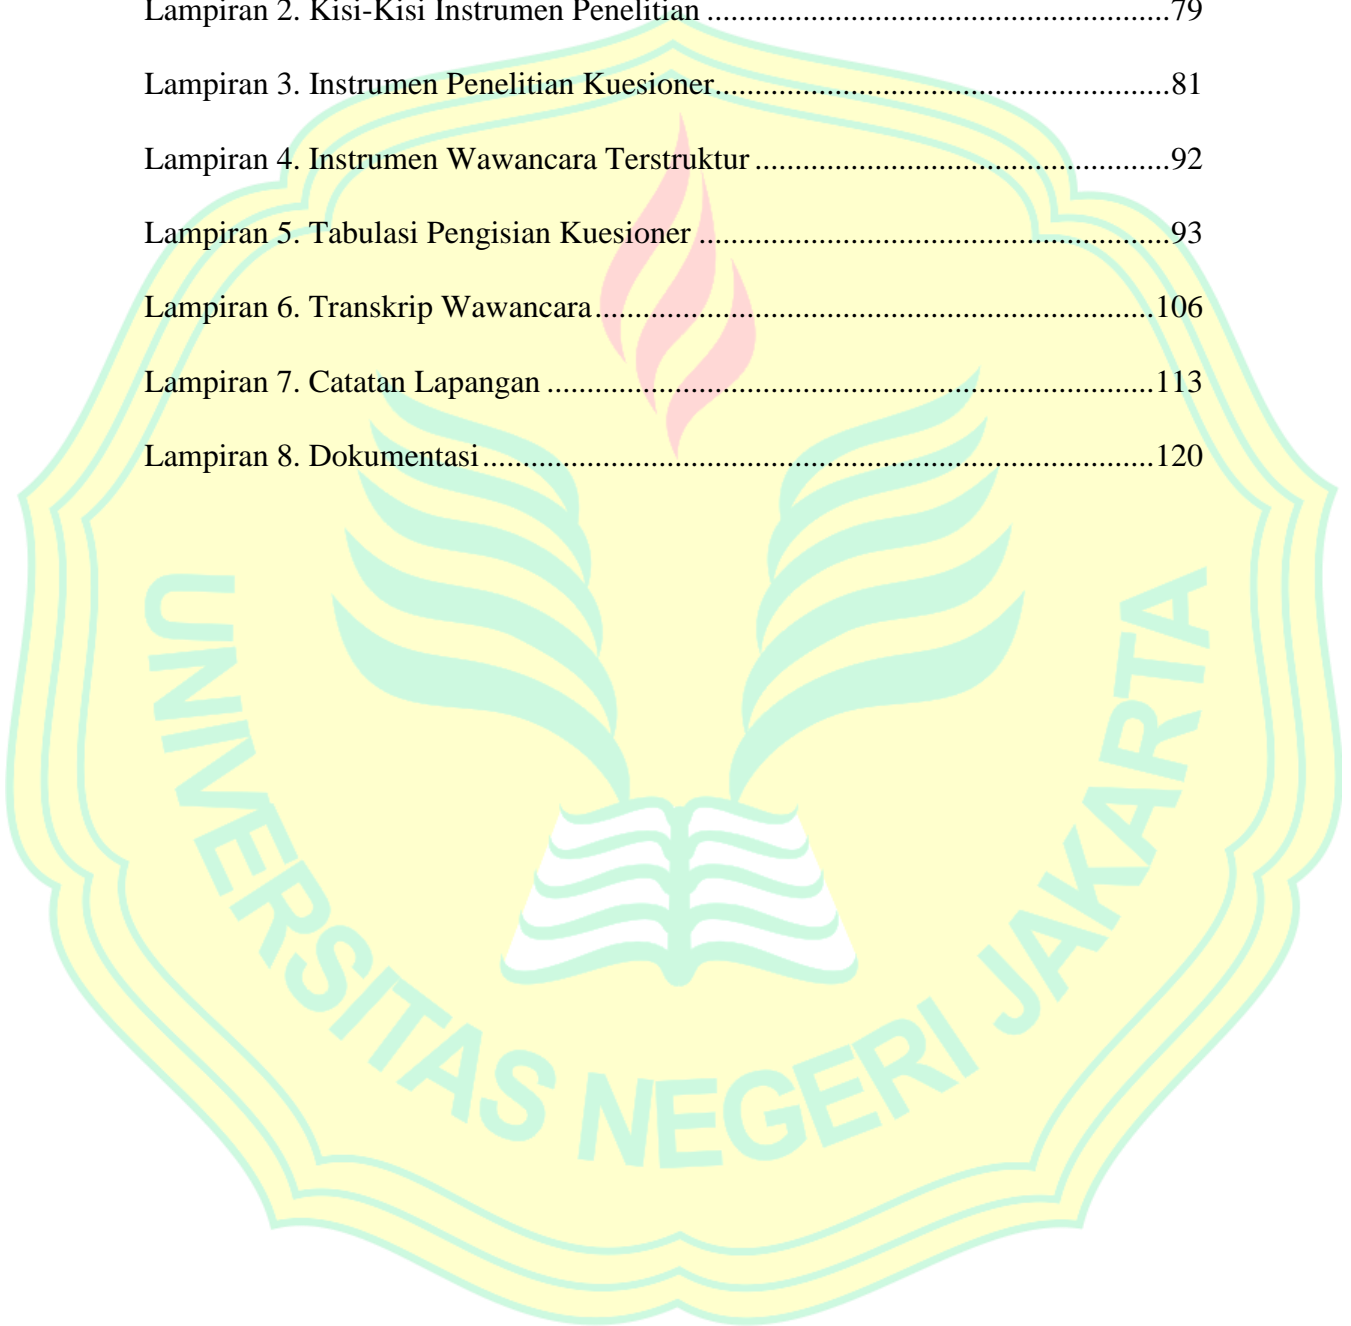 Lampiran 2. Kisi-Kisi Instrumen Penelitian ..........................................................79
Lampiran 3. Instrumen Penelitian Kuesioner.........................................................81
Lampiran 4. Instrumen Wawancara Terstruktur ....................................................92
Lampiran 5. Tabulasi Pengisian Kuesioner ...........................................................93
Lampiran 6. Transkrip Wawancara......................................................................106
Lampiran 7. Catatan Lapangan ............................................................................113
Lampiran 8. Dokumentasi....................................................................................120
UNIVERSITAS NEGERI JAKARTA